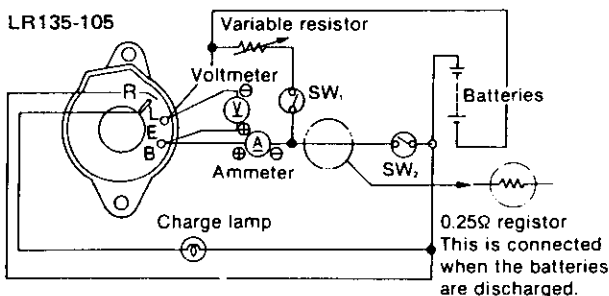 LR135-105
Variable resistor
Voltmeter
R
L
E
B
V
SW₁
Batteries
A
Ammeter
SW₂
Charge lamp
0.25Ω registor
This is connected
when the batteries
are discharged.